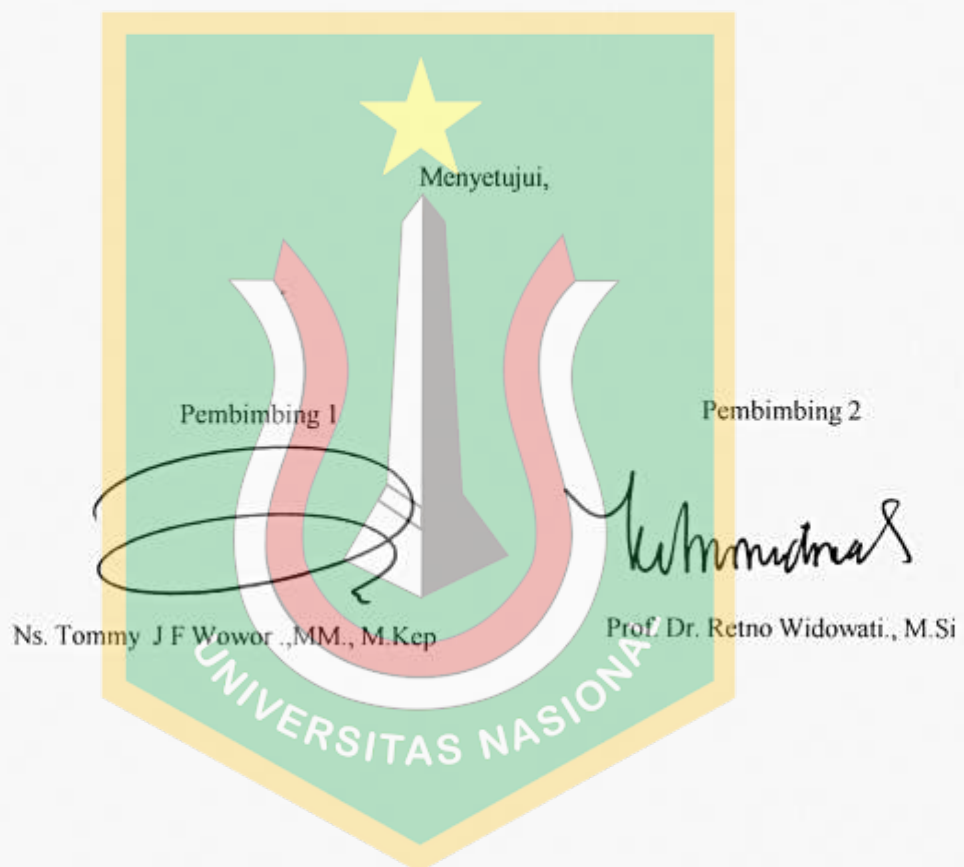 Menyetujui,
Pembimbing 1
Pembimbing 2
Ns. Tommy J F Wowor .,MM., M.Kep
Prof. Dr. Retno Widowati., M.Si
UNIVERSITAS NASIONAL